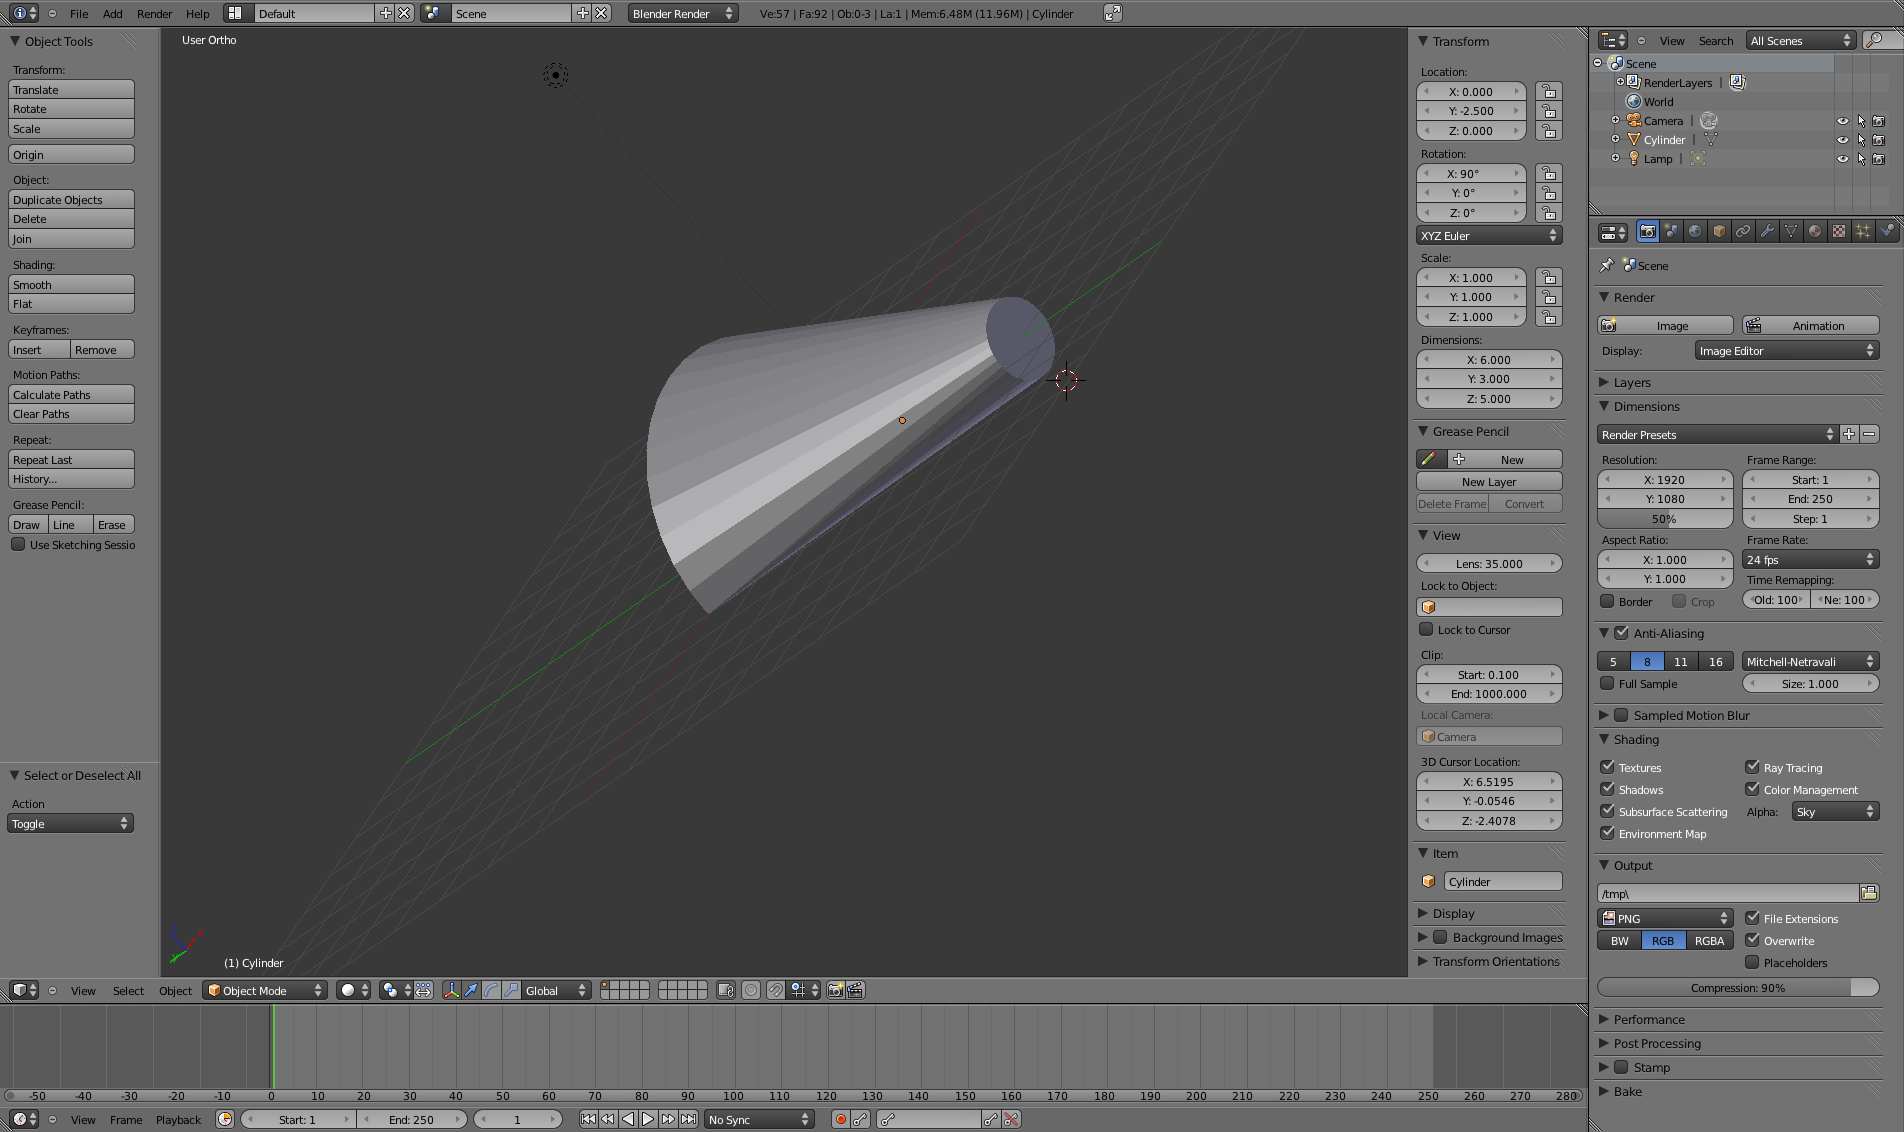 File Add Render Help Default Scene Blender Render Ve:57 | Fa:92 | Ob:0-3 | La:1 | Mem:6.48M (11.96M) | Cylinder
Object Tools
Transform:
Translate
Rotate
Scale
Origin
Object:
Duplicate Objects
Delete
Join
Shading:
Smooth
Flat
Keyframes:
Insert Remove
Motion Paths:
Calculate Paths
Clear Paths
Repeat:
Repeat Last
History...
Grease Pencil:
Draw Line Erase
Use Sketching Sessio
Select or Deselect All
Action
Toggle
User Ortho
(1) Cylinder
Transform
Location:
X: 0.000
Y: -2.500
Z: 0.000
Rotation:
X: 90°
Y: 0°
Z: 0°
XYZ Euler
Scale:
X: 1.000
Y: 1.000
Z: 1.000
Dimensions:
X: 6.000
Y: 3.000
Z: 5.000
Grease Pencil
New
New Layer
Delete Frame Convert
View
Lens: 35.000
Lock to Object:
Lock to Cursor
Clip:
Start: 0.100
End: 1000.000
Local Camera:
Camera
3D Cursor Location:
X: 6.5195
Y: -0.0546
Z: -2.4078
Item
Cylinder
Display
Background Images
Transform Orientations
View Search All Scenes
Scene
RenderLayers |
World
Camera |
Cylinder |
Lamp |
Scene
Render
Image Animation
Display: Image Editor
Layers
Dimensions
Render Presets
Resolution: Frame Range:
X: 1920 Start: 1
Y: 1080 End: 250
50% Step: 1
Aspect Ratio: Frame Rate:
X: 1.000 24 fps
Y: 1.000 Time Remapping:
Border Crop Old: 100 Ne: 100
Anti-Aliasing
5 8 11 16 Mitchell-Netravali
Full Sample Size: 1.000
Sampled Motion Blur
Shading
Textures Ray Tracing
Shadows Color Management
Subsurface Scattering Alpha: Sky
Environment Map
Output
/tmp\
PNG File Extensions
BW RGB RGBA Overwrite
Placeholders
Compression: 90%
Performance
Post Processing
Stamp
Bake
View Select Object Object Mode Global
-50 -40 -30 -20 -10 0 10 20 30 40 50 60 70 80 90 100 110 120 130 140 150 160 170 180 190 200 210 220 230 240 250 260 270 280
View Frame Playback Start: 1 End: 250 1 No Sync